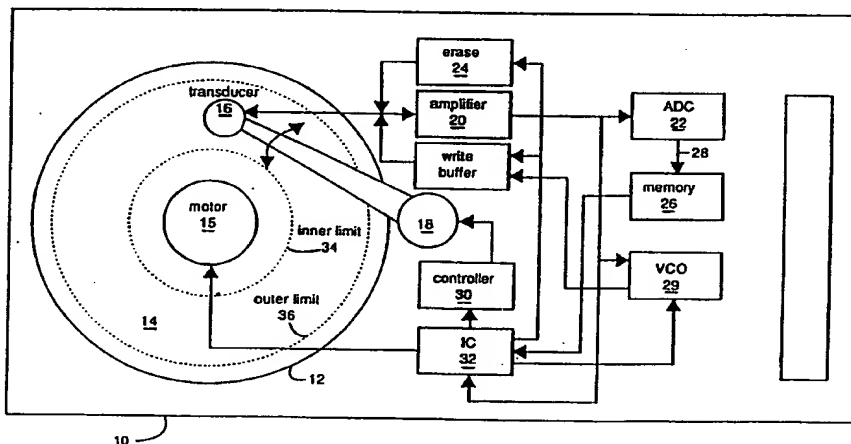 erase
24
transducer
16
amplifier
20
ADC
22
write
buffer
28
memory
26
motor
15
18
inner limit
34
controller
30
VCO
29
outer limit
36
14
IC
32
12
10